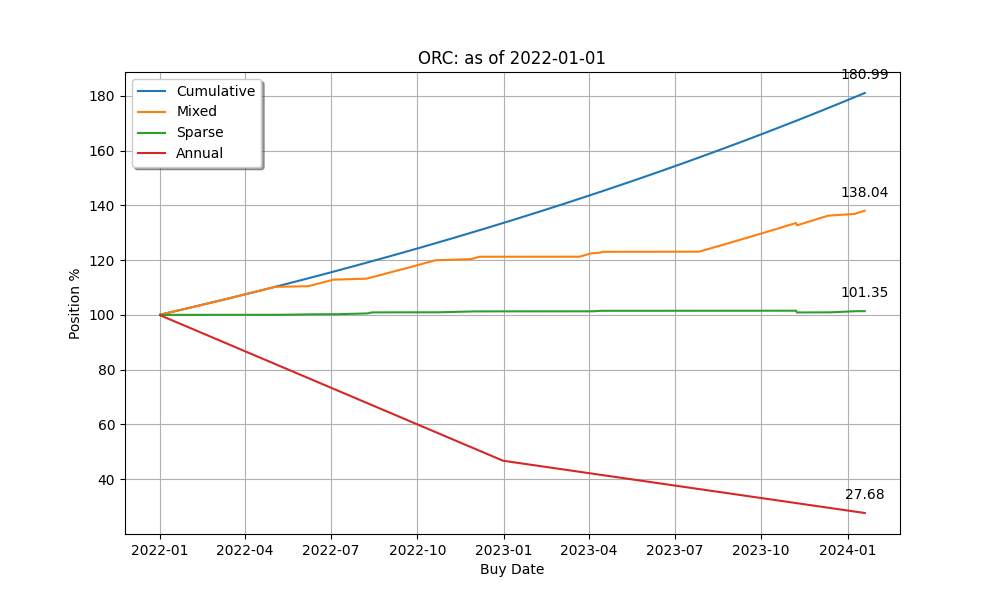 ORC: as of 2022-01-01
180.99
180
Cumulative
Mixed
Sparse
Annual
160
140
138.04
120
101.35
100
80
60
40
27.68
Position %
2022-01 2022-04 2022-07 2022-10 2023-01 2023-04 2023-07 2023-10 2024-01
Buy Date